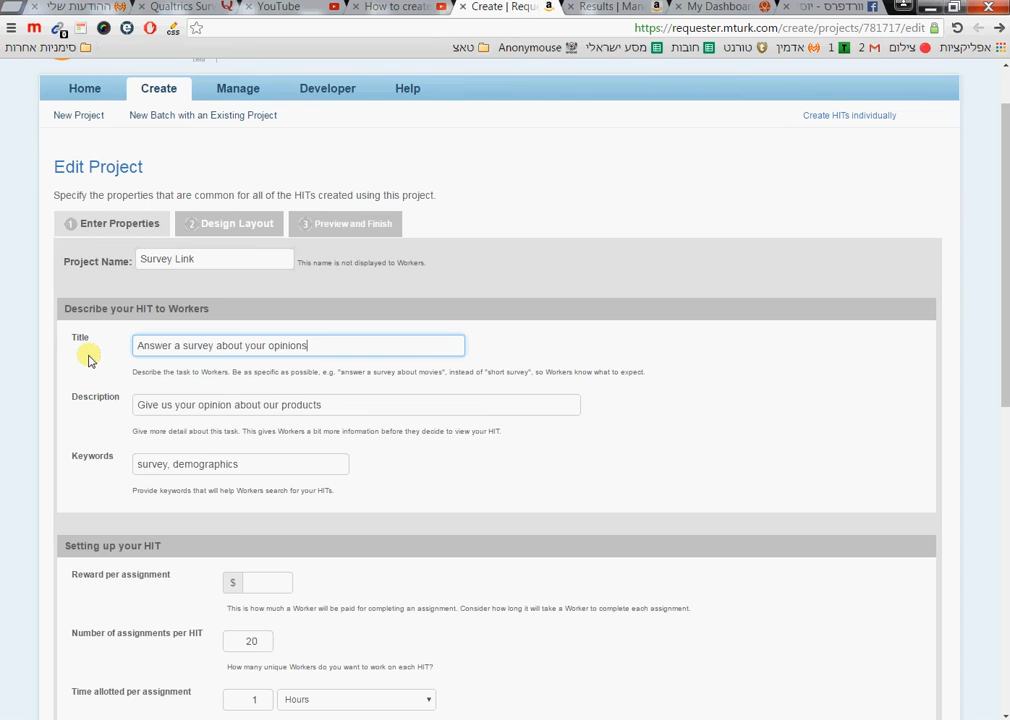 ההודעות שלי
Qualtrics Sur
YouTube
How to create
Create | Reque
Results | Man
My Dashboa
וורדפרס - יוסי
https://requester.mturk.com/create/projects/781717/edit
סימניות אחרות
טאצ
Anonymouse
מסע ישראלי
חובות
טורנט
אדמין
1
2
צילום
אפליקציות
Home
Create
Manage
Developer
Help
New Project
New Batch with an Existing Project
Create HITs individually
Edit Project
Specify the properties that are common for all of the HITs created using this project.
1 Enter Properties
2 Design Layout
3 Preview and Finish
Project Name: Survey Link This name is not displayed to Workers.
Describe your HIT to Workers
Title
Answer a survey about your opinions
Describe the task to Workers. Be as specific as possible, e.g. "answer a survey about movies", instead of "short survey", so Workers know what to expect.
Description
Give us your opinion about our products
Give more detail about this task. This gives Workers a bit more information before they decide to view your HIT.
Keywords
survey, demographics
Provide keywords that will help Workers search for your HITs.
Setting up your HIT
Reward per assignment
$
This is how much a Worker will be paid for completing an assignment. Consider how long it will take a Worker to complete each assignment.
Number of assignments per HIT
20
How many unique Workers do you want to work on each HIT?
Time allotted per assignment
1 Hours